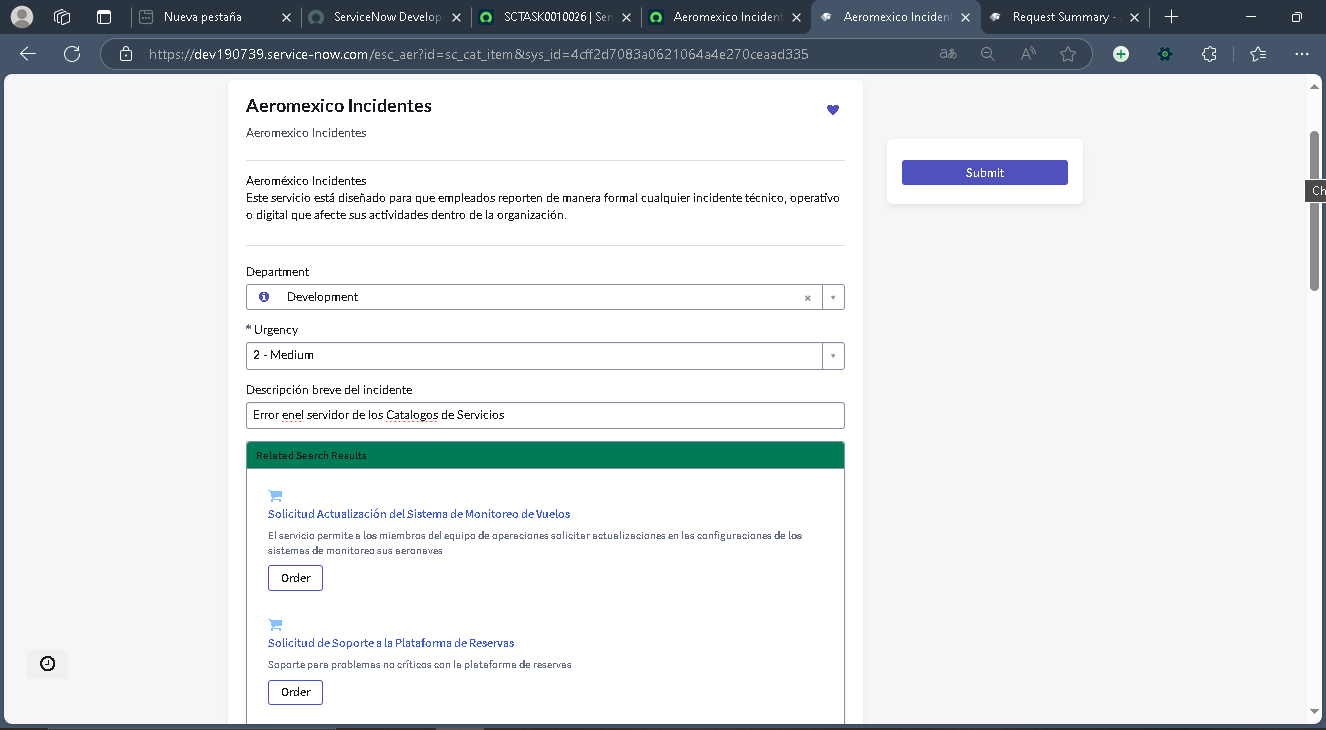 Nueva pestaña
ServiceNow Develop
SCTASK0010026 | Ser
Aeromexico Incident
Aeromexico Inciden
Request Summary -
https://dev190739.service-now.com/esc_aer?id=sc_cat_item&sys_id=4cff2d7083a0621064a4e270ceaad335
Aeromexico Incidentes
Aeromexico Incidentes
Submit
Aeroméxico Incidentes
Este servicio está diseñado para que empleados reporten de manera formal cualquier incidente técnico, operativo
o digital que afecte sus actividades dentro de la organización.
Ch
Department
Development
* Urgency
2 - Medium
Descripción breve del incidente
Error enel servidor de los Catalogos de Servicios
Related Search Results
Solicitud Actualización del Sistema de Monitoreo de Vuelos
El servicio permite a los miembros del equipo de operaciones solicitar actualizaciones en las configuraciones de los
sistemas de monitoreo sus aeronaves
Order
Solicitud de Soporte a la Plataforma de Reservas
Soporte para problemas no críticos con la plataforma de reservas
Order